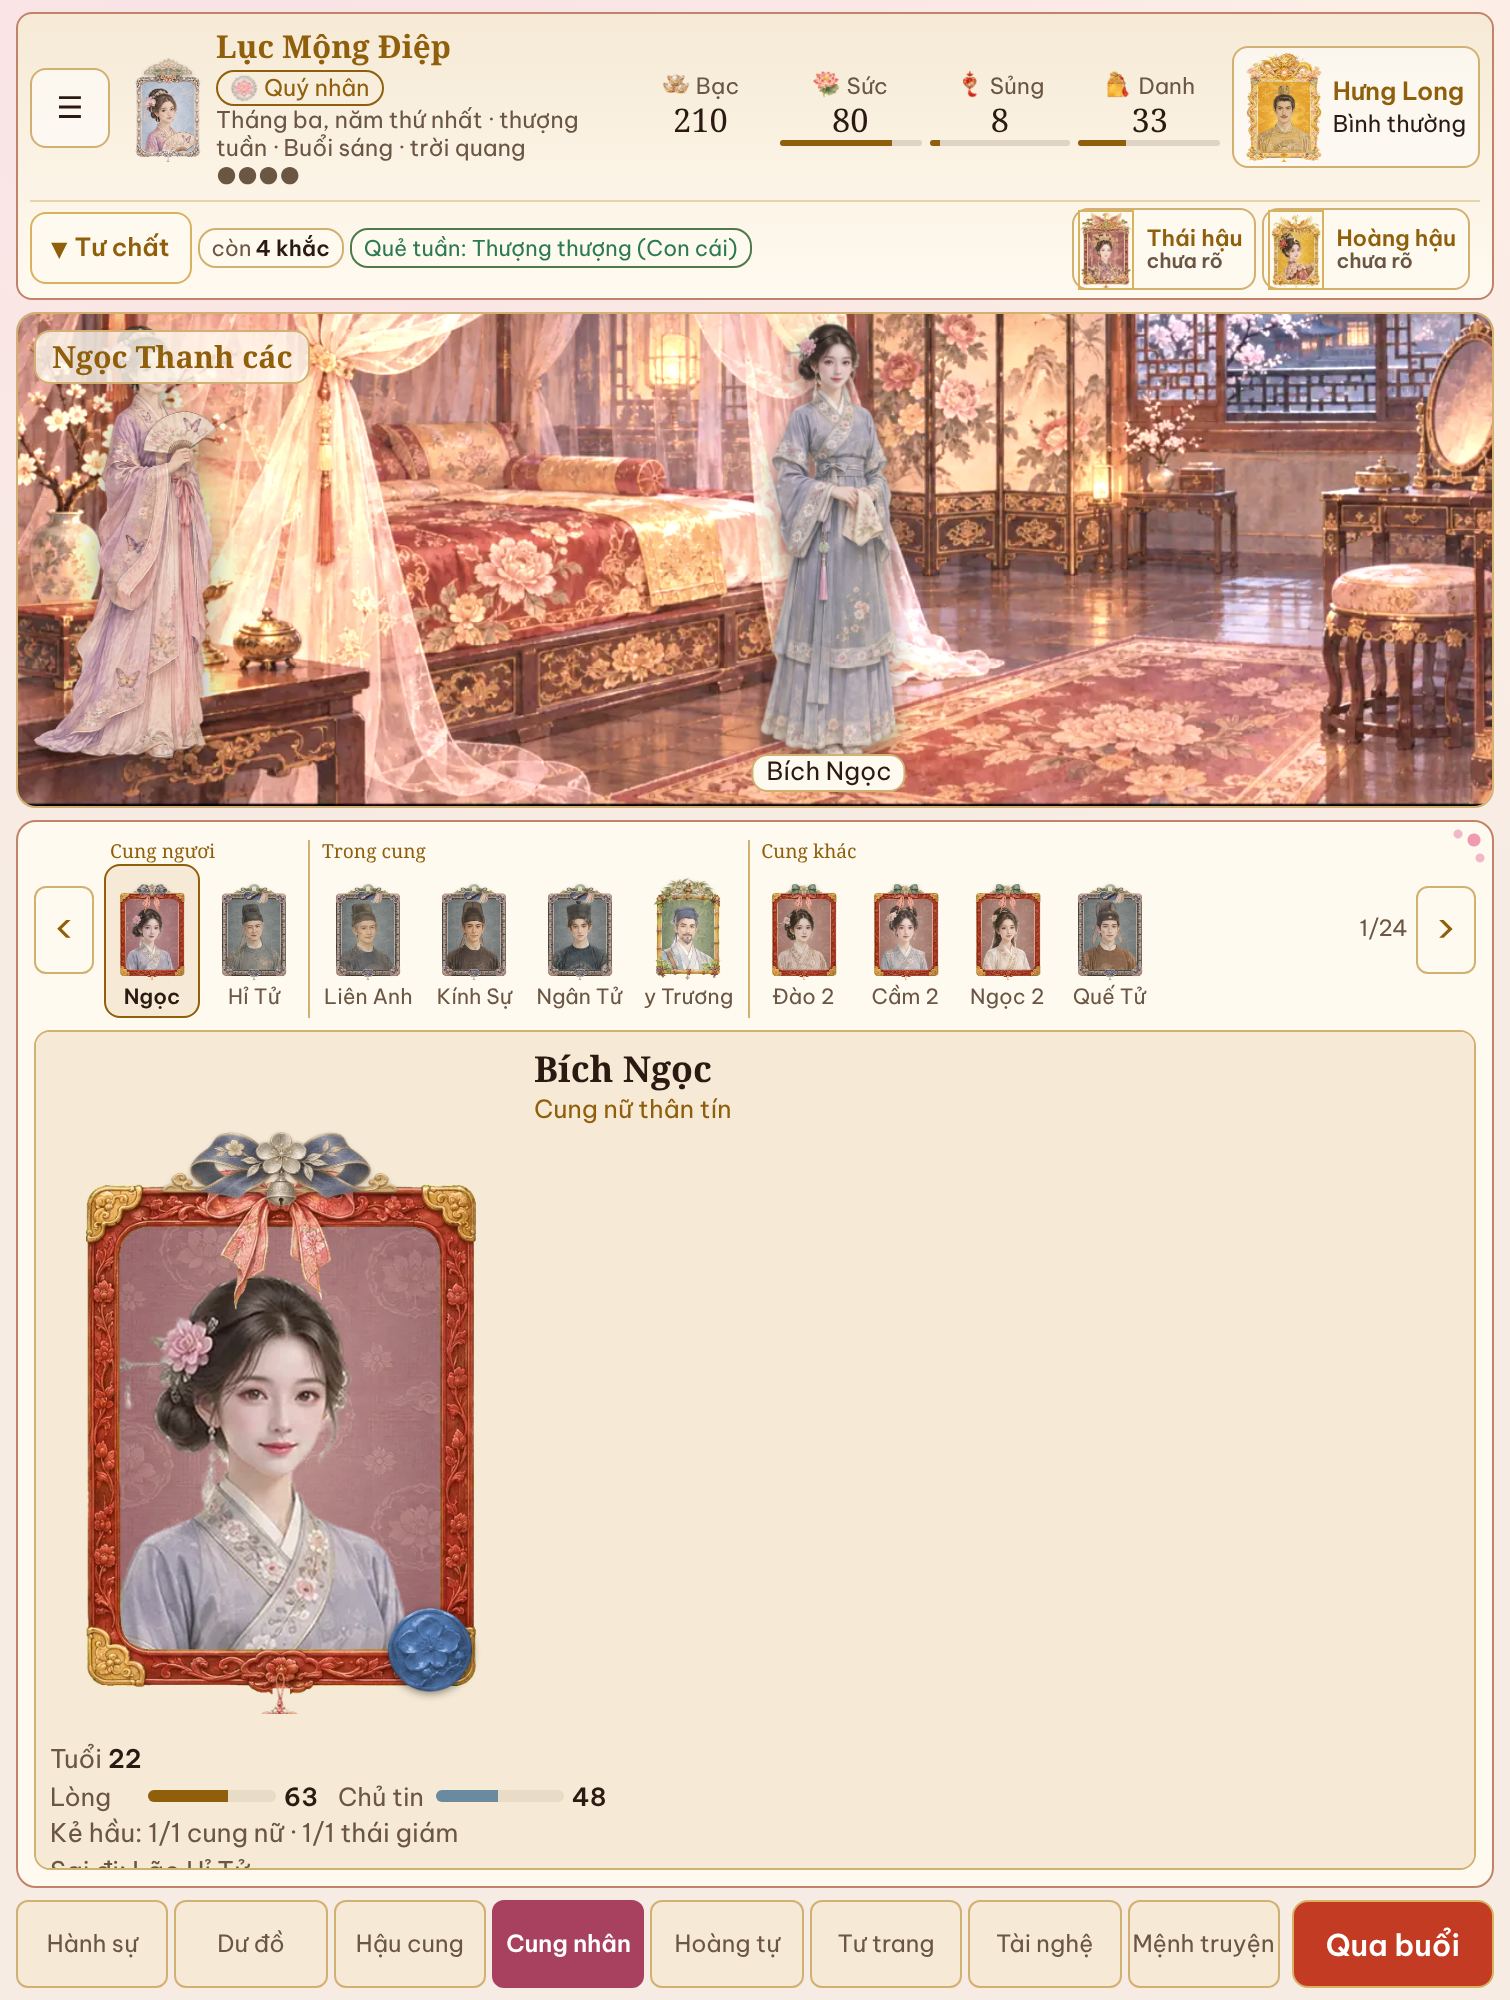 ☰
Lục Mộng Điệp
Quý nhân
Tháng ba, năm thứ nhất · thượng
tuần · Buổi sáng · trời quang
Bạc
210
Sức
80
Sủng
8
Danh
33
Hưng Long
Bình thường
▼ Tư chất
còn 4 khắc
Quẻ tuần: Thượng thượng (Con cái)
Thái hậu
chưa rõ
Hoàng hậu
chưa rõ
Ngọc Thanh các
Bích Ngọc
Cung ngươi
Trong cung
Cung khác
Ngọc
Hỉ Tử
Liên Anh
Kính Sự
Ngân Tử
y Trương
Đào 2
Cầm 2
Ngọc 2
Quế Tử
1/24
Bích Ngọc
Cung nữ thân tín
Tuổi 22
Lòng 63 Chủ tin 48
Kẻ hầu: 1/1 cung nữ · 1/1 thái giám
Sai đi: Lão Hỉ Tử
Hành sự
Dư đồ
Hậu cung
Cung nhân
Hoàng tự
Tư trang
Tài nghệ
Mệnh truyện
Qua buổi